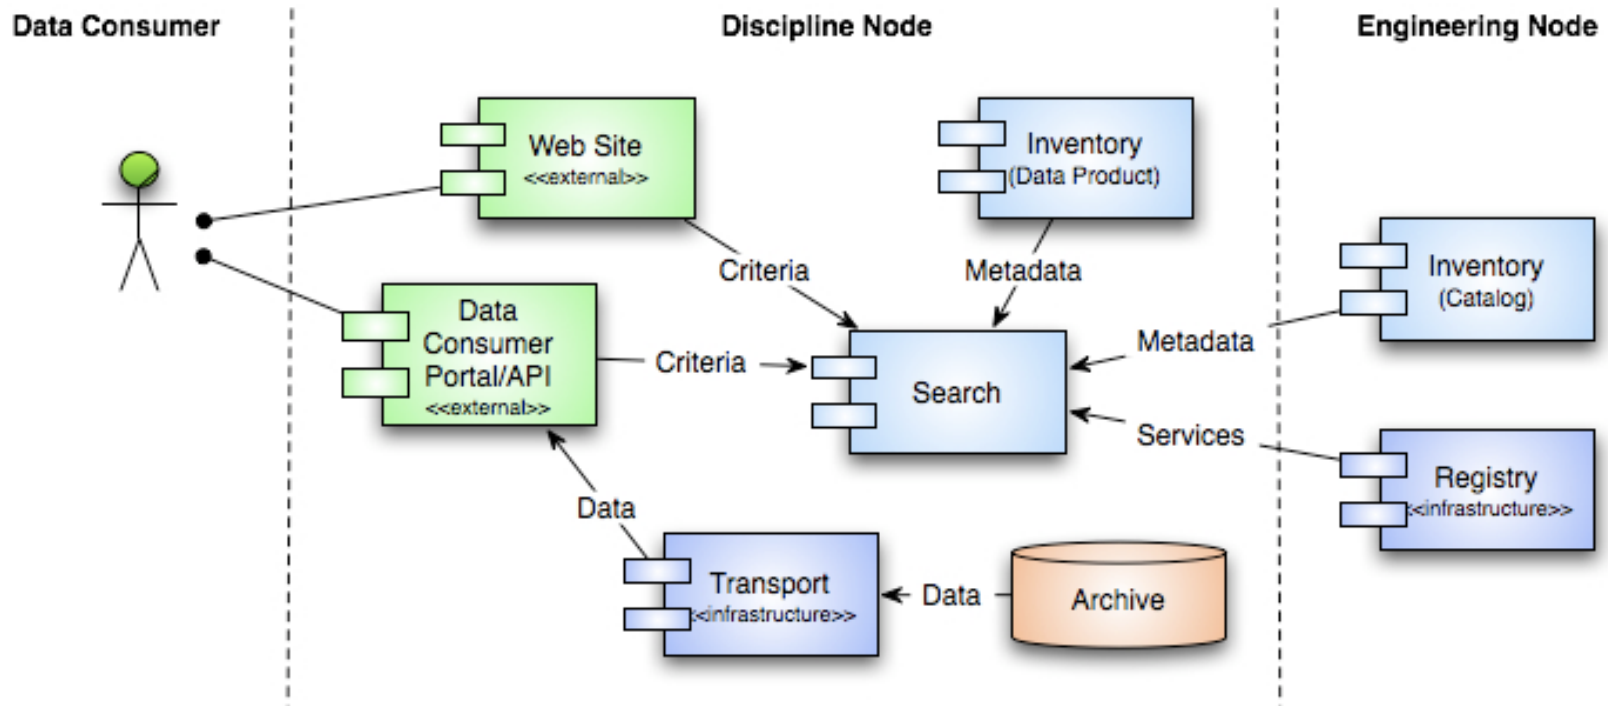 Data Consumer
Discipline Node
Engineering Node
Web Site
<<external>>
Inventory
(Data Product)
Criteria
Metadata
Inventory
(Catalog)
Data
Consumer
Portal/API
<<external>>
Criteria
Search
Metadata
Services
Registry
<<infrastructure>>
Data
Transport
<<infrastructure>>
Data
Archive